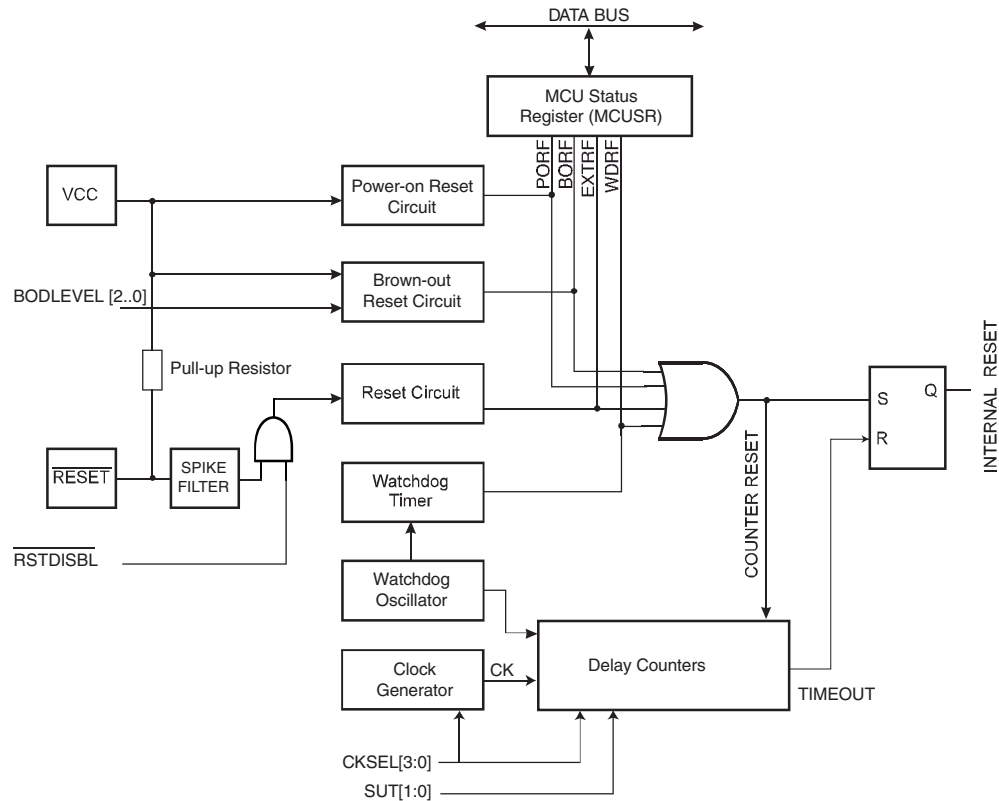 DATA BUS
MCU Status
Register (MCUSR)
PORF
BORF
EXTRF
WDRF
VCC
Power-on Reset
Circuit
BODLEVEL [2..0]
Brown-out
Reset Circuit
Pull-up Resistor
Reset Circuit
S
Q
R
INTERNAL RESET
RESET
SPIKE
FILTER
Watchdog
Timer
COUNTER RESET
RSTDISBL
Watchdog
Oscillator
Clock
Generator
CK
Delay Counters
TIMEOUT
CKSEL[3:0]
SUT[1:0]